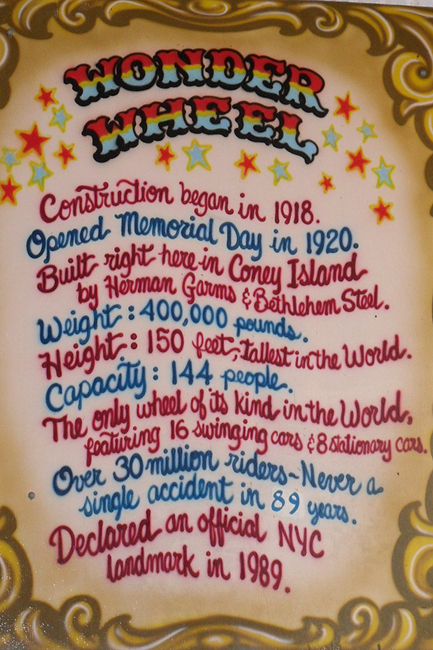 WONDER
WHEEL
Construction began in 1918.
Opened Memorial Day in 1920.
Built right here in Coney Island
by Herman Garms & Bethlehem Steel.
Weight: 400,000 pounds.
Height: 150 feet, tallest in the World.
Capacity: 144 people.
The only wheel of its kind in the World,
featuring 16 swinging cars & 8 stationary cars.
Over 30 million riders - Never a
single accident in 89 years.
Declared an official NYC
landmark in 1989.